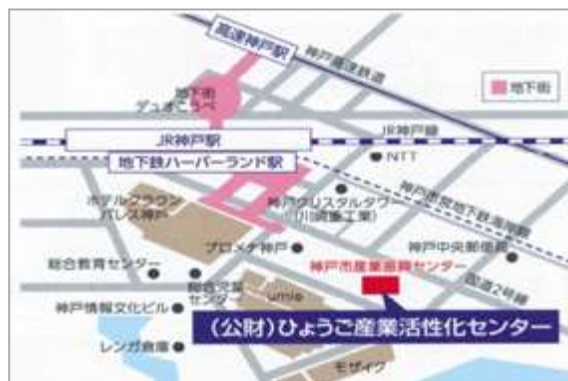 高速神戸駅
神戸高速鉄道
地下街
デュオこうべ
地下街
JR神戸駅
JR神戸線
地下鉄ハーバーランド駅
NTT
ホテルクラウン
パレス神戸
神戸クリスタルタワー
(川崎重工業)
神戸市営地下鉄海岸線
プロメナ神戸
神戸中央郵便局
総合教育センター
神戸市産業振興センター
総合児童
センター
umie
国道2号線
神戸情報文化ビル
(公財)ひょうご産業活性化センター
レンガ倉庫
モザイク